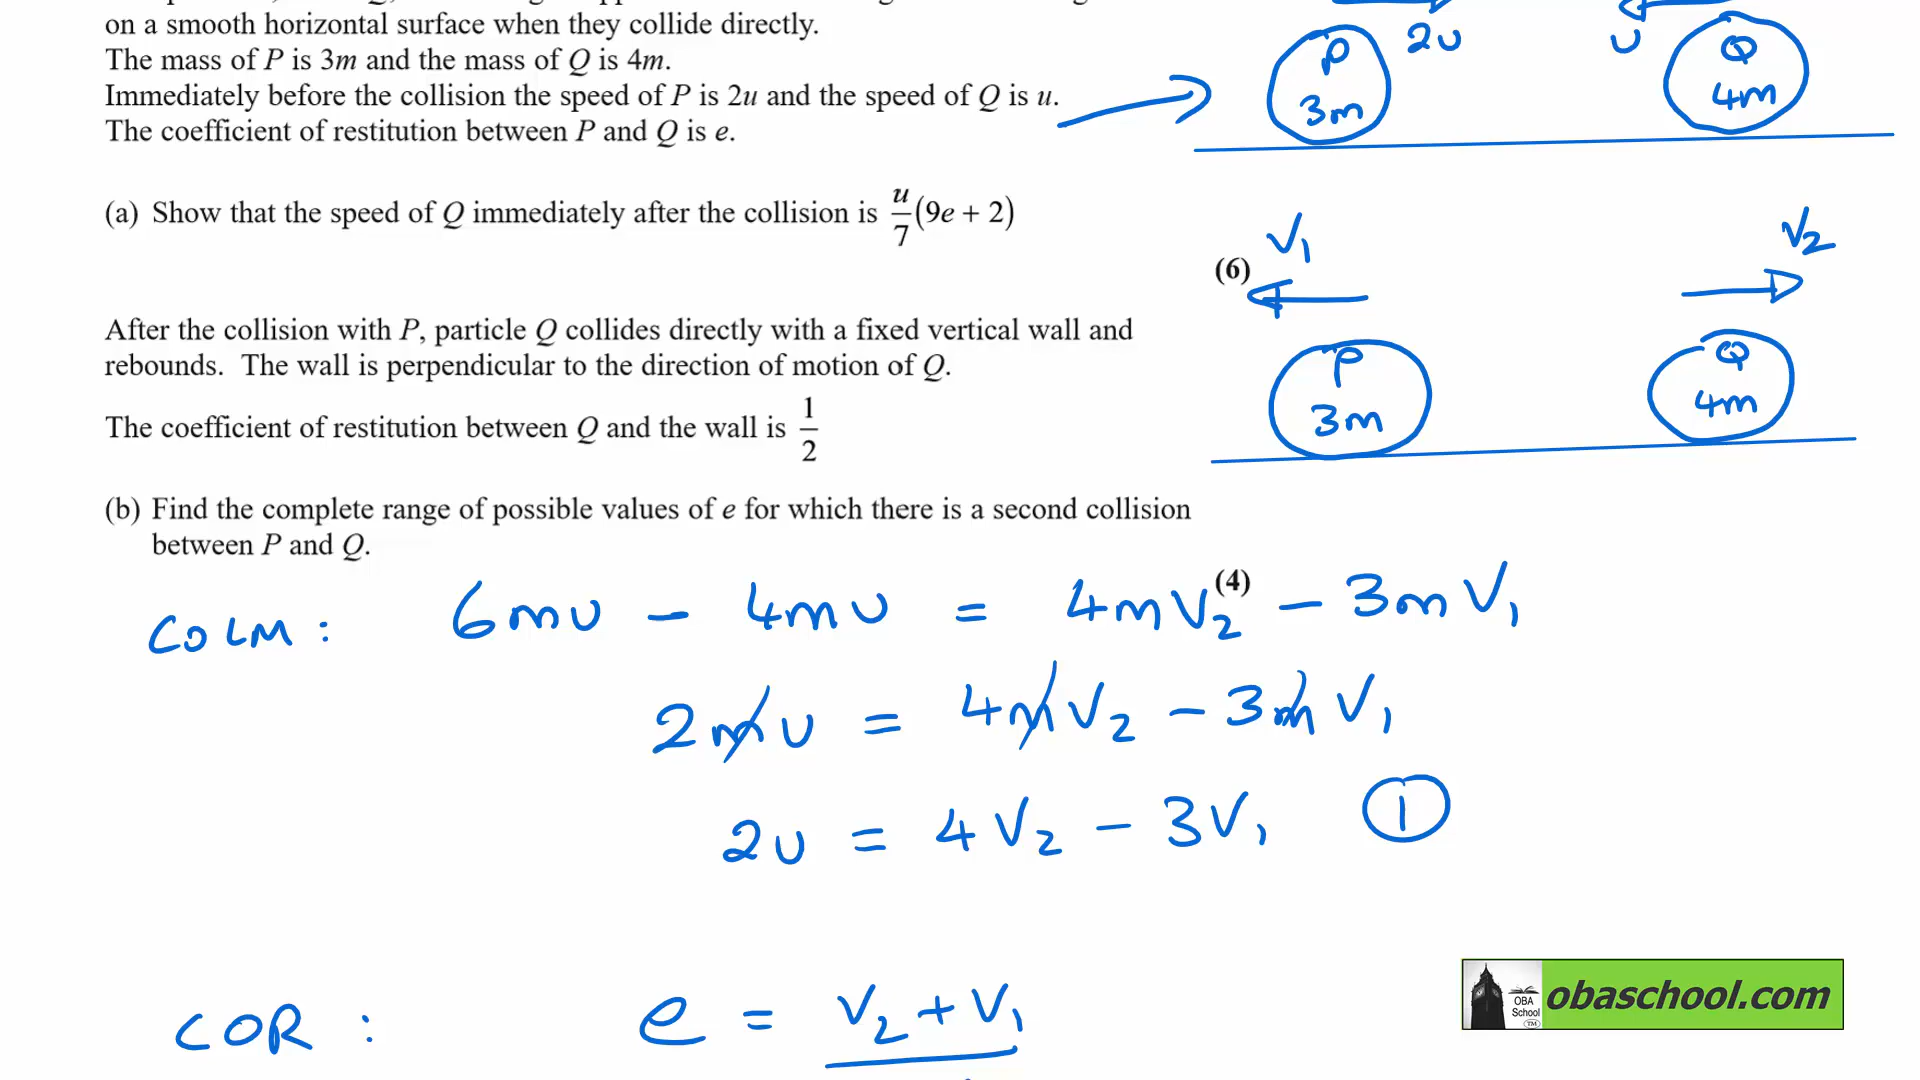 on a smooth horizontal surface when they collide directly.
The mass of P is 3m and the mass of Q is 4m.
Immediately before the collision the speed of P is 2u and the speed of Q is u.
The coefficient of restitution between P and Q is e.
P
3m
2u
u
Q
4m
(a) Show that the speed of Q immediately after the collision is u/7(9e + 2)
(6)
V1
V2
P
3m
Q
4m
After the collision with P, particle Q collides directly with a fixed vertical wall and
rebounds. The wall is perpendicular to the direction of motion of Q.
The coefficient of restitution between Q and the wall is 1/2
(b) Find the complete range of possible values of e for which there is a second collision
between P and Q.
(4)
COLM : 6mu - 4mu = 4mV2 - 3mV1
2mu = 4mV2 - 3mV1
2u = 4V2 - 3V1 ①
COR : e = V2 + V1
OBA
School
TM
obaschool.com